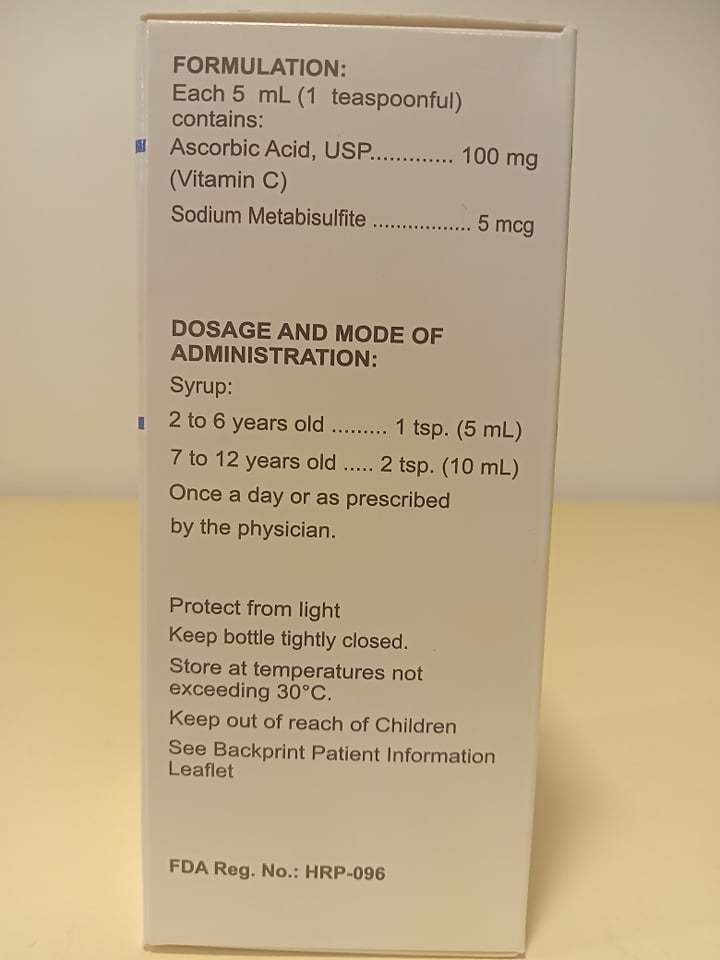 FORMULATION:
Each 5 mL (1 teaspoonful)
contains:
Ascorbic Acid, USP.............. 100 mg
(Vitamin C)
Sodium Metabisulfite ................. 5 mcg
DOSAGE AND MODE OF
ADMINISTRATION:
Syrup:
2 to 6 years old ......... 1 tsp. (5 mL)
7 to 12 years old ..... 2 tsp. (10 mL)
Once a day or as prescribed
by the physician.
Protect from light
Keep bottle tightly closed.
Store at temperatures not
exceeding 30°C.
Keep out of reach of Children
See Backprint Patient Information
Leaflet
FDA Reg. No.: HRP-096